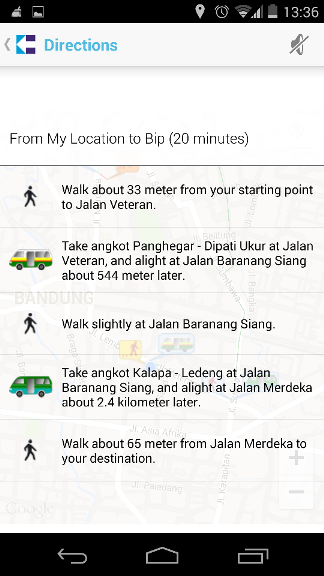 13:36
Directions
From My Location to Bip (20 minutes)
Walk about 33 meter from your starting point
to Jalan Veteran.
Take angkot Panghegar - Dipati Ukur at Jalan
Veteran, and alight at Jalan Baranang Siang
about 544 meter later.
BANDUNG
Walk slightly at Jalan Baranang Siang.
Take angkot Kalapa - Ledeng at Jalan
Baranang Siang, and alight at Jalan Merdeka
about 2.4 kilometer later.
Jl. Asia Afrika
Walk about 65 meter from Jalan Merdeka to
your destination.
Google